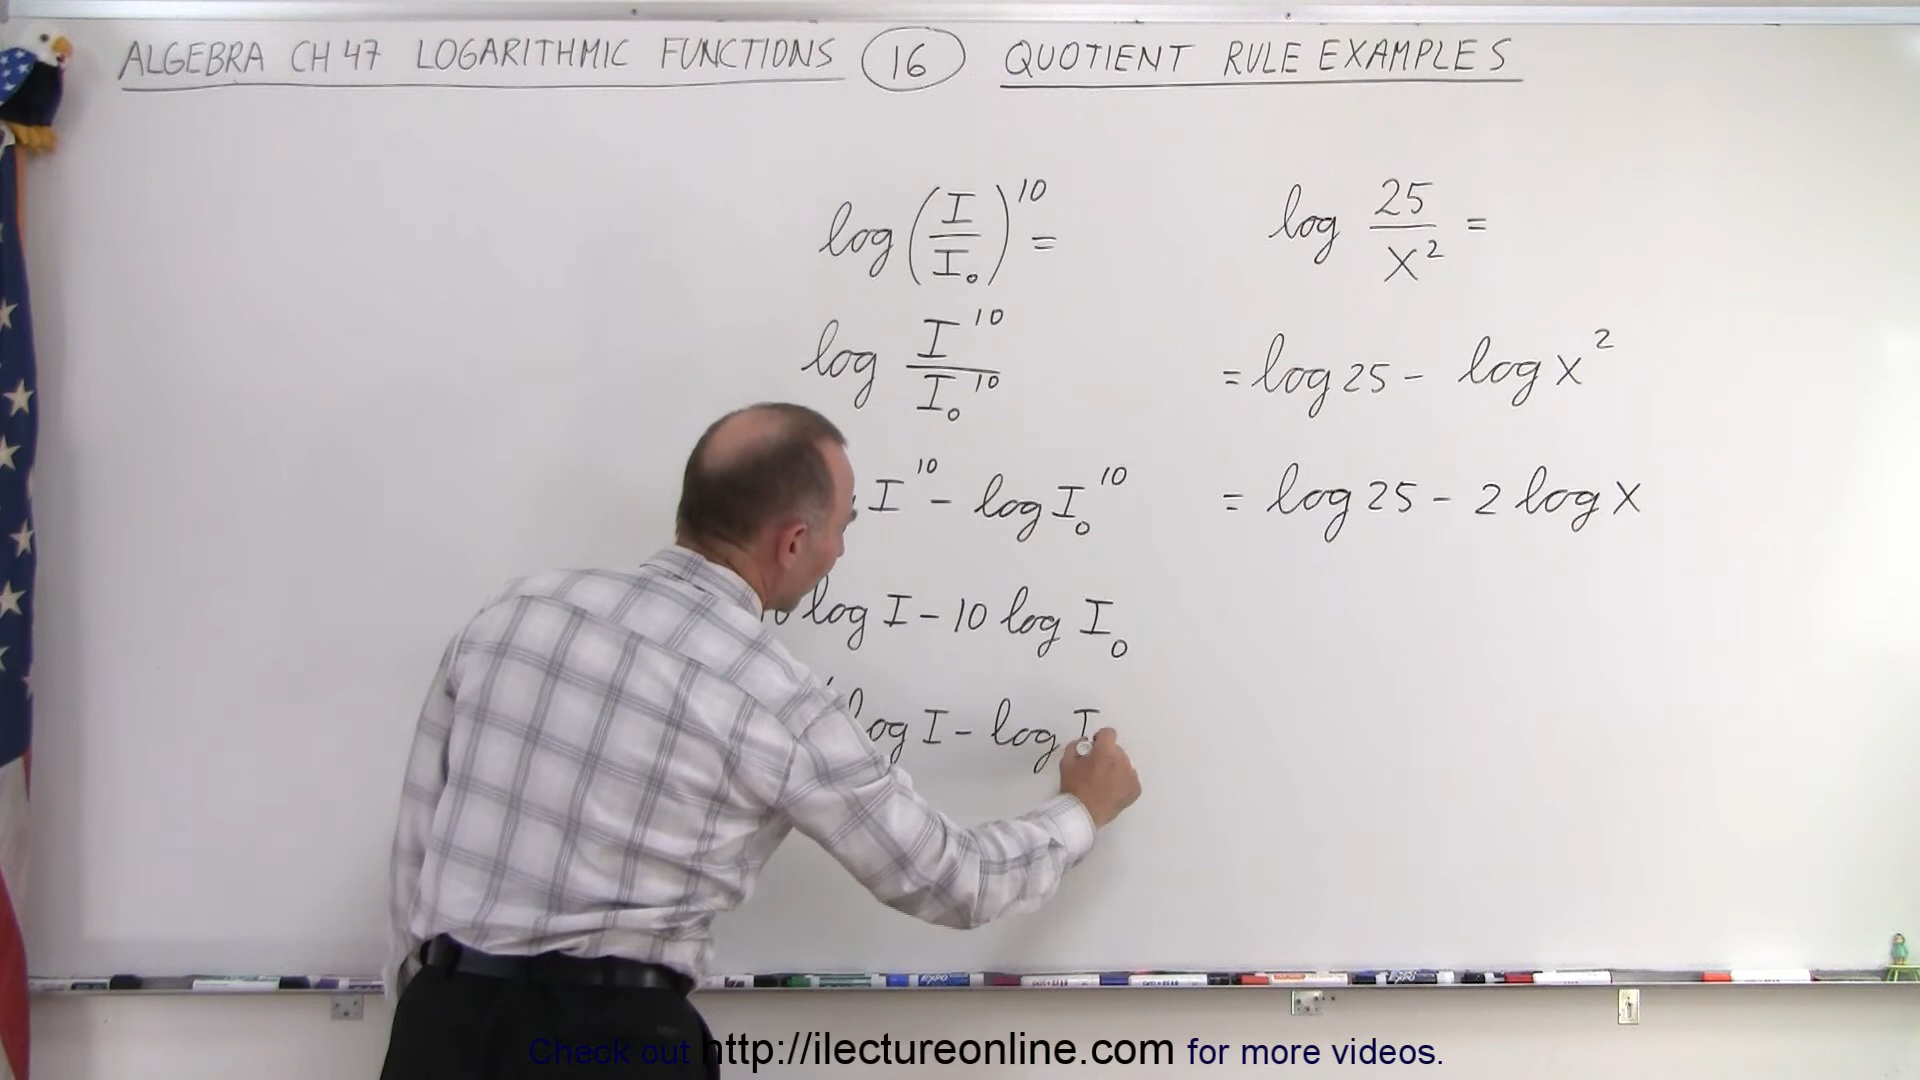 ALGEBRA CH 47 LOGARITHMIC FUNCTIONS 16 QUOTIENT RULE EXAMPLES
log (I/I₀)¹⁰ =
log I¹⁰/I₀¹⁰
I¹⁰ - log I₀¹⁰
log I - 10 log I₀
log I - log I
log 25/X² =
= log 25 - log X²
= log 25 - 2 log X
Check out http://ilectureonline.com for more videos.